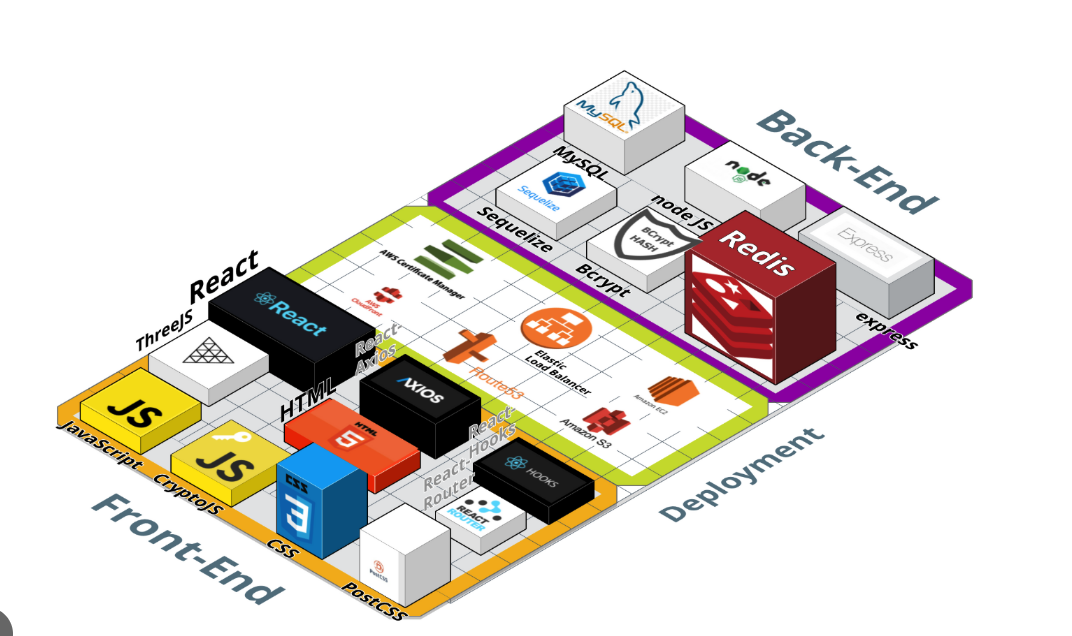 Back-End
MySQL
MySQL
Sequelize
Sequelize
node
node JS
BCrypt
HASH
Bcrypt
Redis
Express
express
AWS Certificate Manager
AWS
CloudFront
Route53
Elastic
Load Balancer
Amazon EC2
Amazon S3
Deployment
React
React
ThreeJS
React-
Axios
AXIOS
HTML
HTML
5
JS
JavaScript
JS
CryptoJS
CSS
3
CSS
React-
Hooks
HOOKS
React-
Router
REACT
ROUTER
PostCSS
PostCSS
Front-End